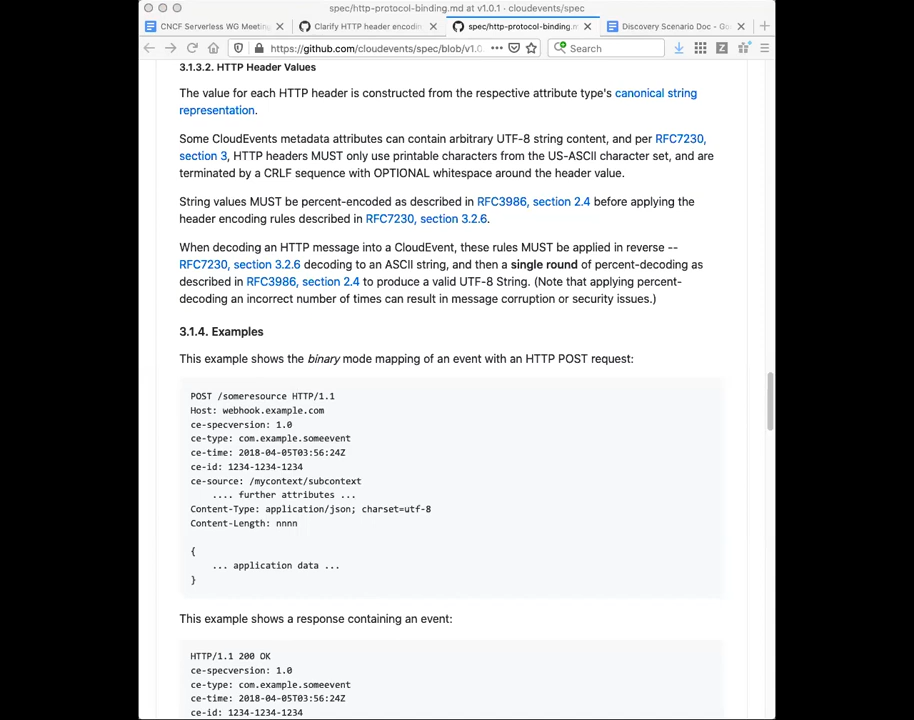 spec/http-protocol-binding.md at v1.0.1 · cloudevents/spec
CNCF Serverless WG Meeting
Clarify HTTP header encodin
spec/http-protocol-binding.m
Discovery Scenario Doc - Go
https://github.com/cloudevents/spec/blob/v1.0
Search
3.1.3.2. HTTP Header Values
The value for each HTTP header is constructed from the respective attribute type's canonical string
representation.
Some CloudEvents metadata attributes can contain arbitrary UTF-8 string content, and per RFC7230,
section 3, HTTP headers MUST only use printable characters from the US-ASCII character set, and are
terminated by a CRLF sequence with OPTIONAL whitespace around the header value.
String values MUST be percent-encoded as described in RFC3986, section 2.4 before applying the
header encoding rules described in RFC7230, section 3.2.6.
When decoding an HTTP message into a CloudEvent, these rules MUST be applied in reverse --
RFC7230, section 3.2.6 decoding to an ASCII string, and then a single round of percent-decoding as
described in RFC3986, section 2.4 to produce a valid UTF-8 String. (Note that applying percent-
decoding an incorrect number of times can result in message corruption or security issues.)
3.1.4. Examples
This example shows the binary mode mapping of an event with an HTTP POST request:
POST /someresource HTTP/1.1
Host: webhook.example.com
ce-specversion: 1.0
ce-type: com.example.someevent
ce-time: 2018-04-05T03:56:24Z
ce-id: 1234-1234-1234
ce-source: /mycontext/subcontext
.... further attributes ...
Content-Type: application/json; charset=utf-8
Content-Length: nnnn
{
... application data ...
}
This example shows a response containing an event:
HTTP/1.1 200 OK
ce-specversion: 1.0
ce-type: com.example.someevent
ce-time: 2018-04-05T03:56:24Z
ce-id: 1234-1234-1234